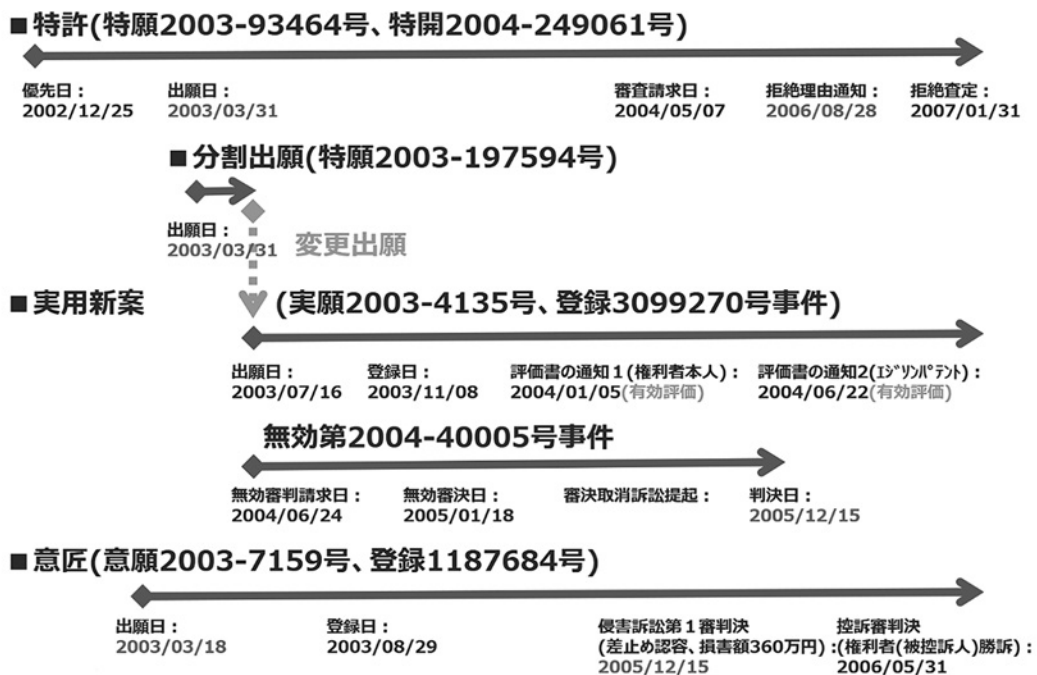 ■特許(特願2003-93464号、特開2004-249061号)
優先日：
2002/12/25
出願日：
2003/03/31
審査請求日：
2004/05/07
拒絶理由通知：
2006/08/28
拒絶査定：
2007/01/31
■分割出願(特願2003-197594号)
出願日：
2003/03/31
変更出願
■実用新案 (実願2003-4135号、登録3099270号事件)
出願日：
2003/07/16
登録日：
2003/11/08
評価書の通知１(権利者本人)：
2004/01/05(有効評価)
評価書の通知2(ｴｼﾞｿﾝﾊﾟﾃﾝﾄ)：
2004/06/22(有効評価)
無効第2004-40005号事件
無効審判請求日：
2004/06/24
無効審決日：
2005/01/18
審決取消訴訟提起：
判決日：
2005/12/15
■意匠(意願2003-7159号、登録1187684号)
出願日：
2003/03/18
登録日：
2003/08/29
侵害訴訟第１審判決
(差止め認容、損害額360万円)：
2005/12/15
控訴審判決
(権利者(被控訴人)勝訴)：
2006/05/31